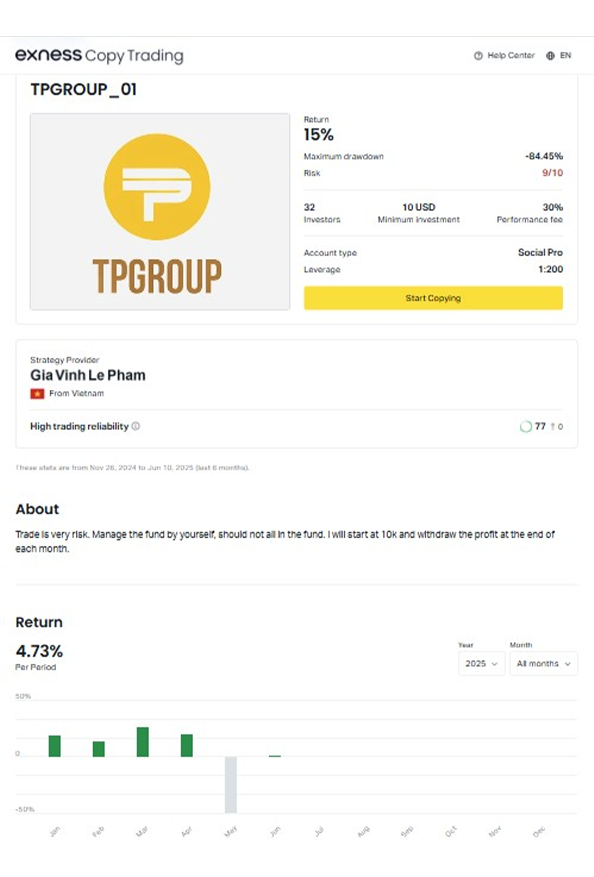 exness Copy Trading
Help Center EN
TPGROUP_01
TPGROUP
Return
15%
Maximum drawdown -84.45%
Risk 9/10
32 10 USD 30%
Investors Minimum investment Performance fee
Account type Social Pro
Leverage 1:200
Start Copying
Strategy Provider
Gia Vinh Le Pham
From Vietnam
High trading reliability 77 0
These stats are from Nov 26, 2024 to Jun 10, 2025 (last 6 months).
About
Trade is very risk. Manage the fund by yourself, should not all in the fund. I will start at 10k and withdraw the profit at the end of
each month.
Return
4.73%
Per Period
Year Month
2025 All months
50%
0
-50%
Jan Feb Mar Apr May Jun Jul Aug Sep Oct Nov Dec